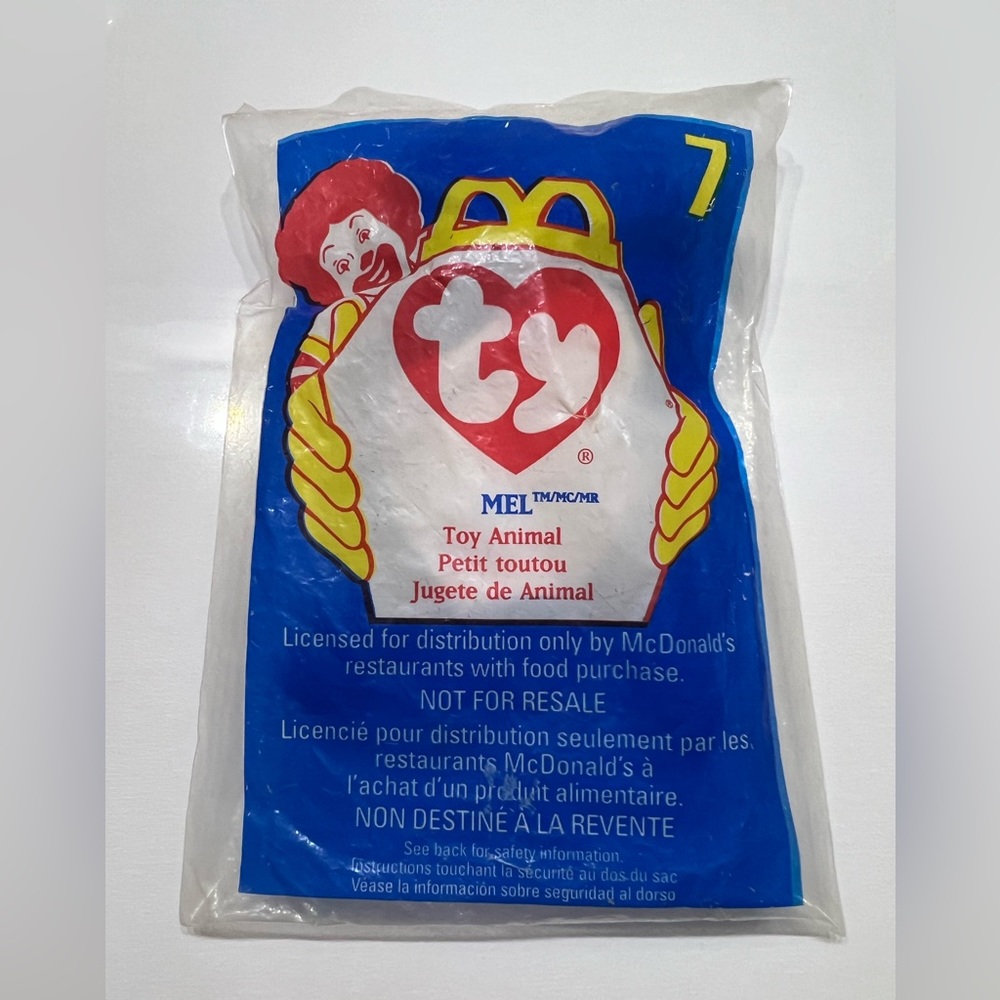 7
ty
®
®
MEL TM/MC/MR
Toy Animal
Petit toutou
Jugete de Animal
Licensed for distribution only by McDonald's
restaurants with food purchase.
NOT FOR RESALE
Licencié pour distribution seulement par les
restaurants McDonald's à
l'achat d'un produit alimentaire.
NON DESTINÉ À LA REVENTE
See back for safety information.
Instructions touchant la sécurité au dos du sac
Véase la información sobre seguridad al dorso